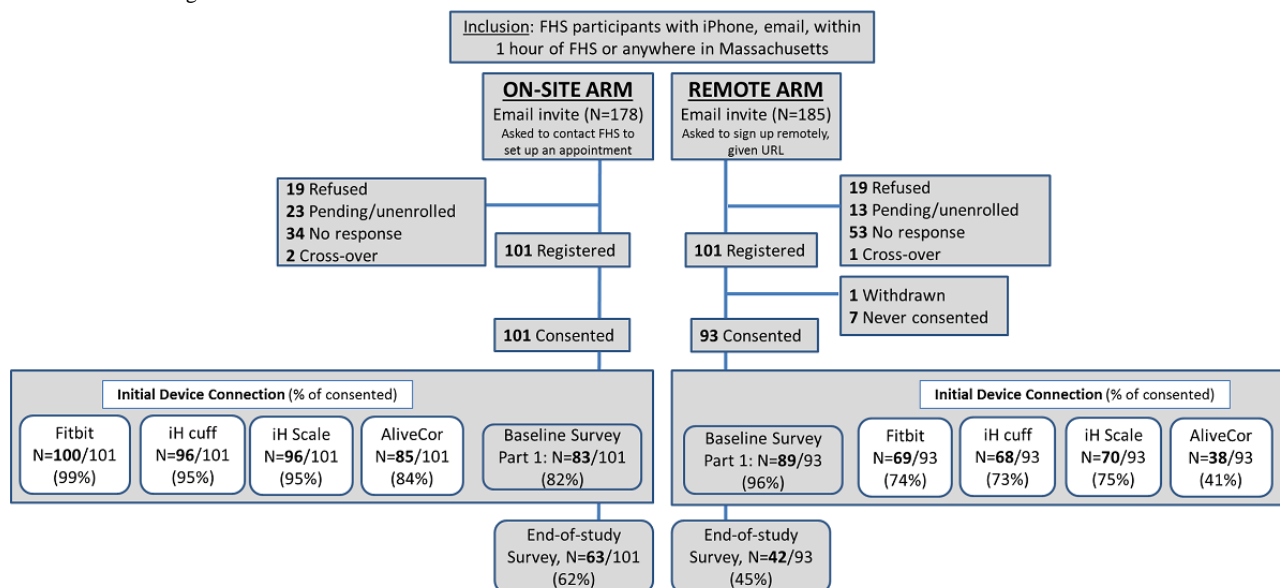 Inclusion: FHS participants with iPhone, email, within
1 hour of FHS or anywhere in Massachusetts
ON-SITE ARM
Email invite (N=178)
Asked to contact FHS to
set up an appointment
REMOTE ARM
Email invite (N=185)
Asked to sign up remotely,
given URL
19 Refused
23 Pending/unenrolled
34 No response
2 Cross-over
19 Refused
13 Pending/unenrolled
53 No response
1 Cross-over
101 Registered
101 Registered
1 Withdrawn
7 Never consented
101 Consented
93 Consented
Initial Device Connection (% of consented)
Fitbit
N=100/101
(99%)
iH cuff
N=96/101
(95%)
iH Scale
N=96/101
(95%)
AliveCor
N=85/101
(84%)
Baseline Survey
Part 1: N=83/101
(82%)
Initial Device Connection (% of consented)
Baseline Survey
Part 1: N=89/93
(96%)
Fitbit
N=69/93
(74%)
iH cuff
N=68/93
(73%)
iH Scale
N=70/93
(75%)
AliveCor
N=38/93
(41%)
End-of-study
Survey, N=63/101
(62%)
End-of-study
Survey, N=42/93
(45%)